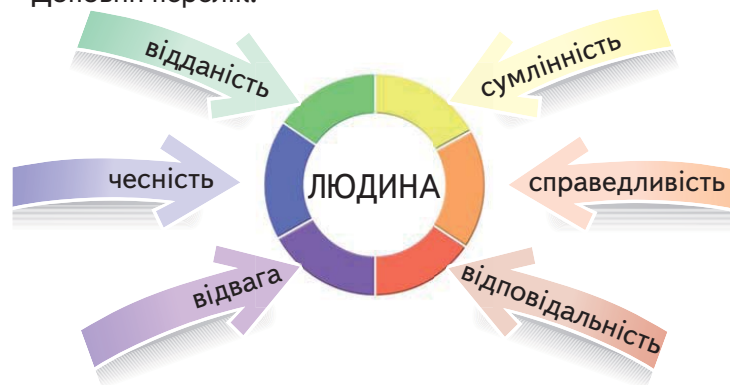 Доповни перелік.
відданість
сумлінність
чесність
ЛЮДИНА
справедливість
відвага
відповідальність